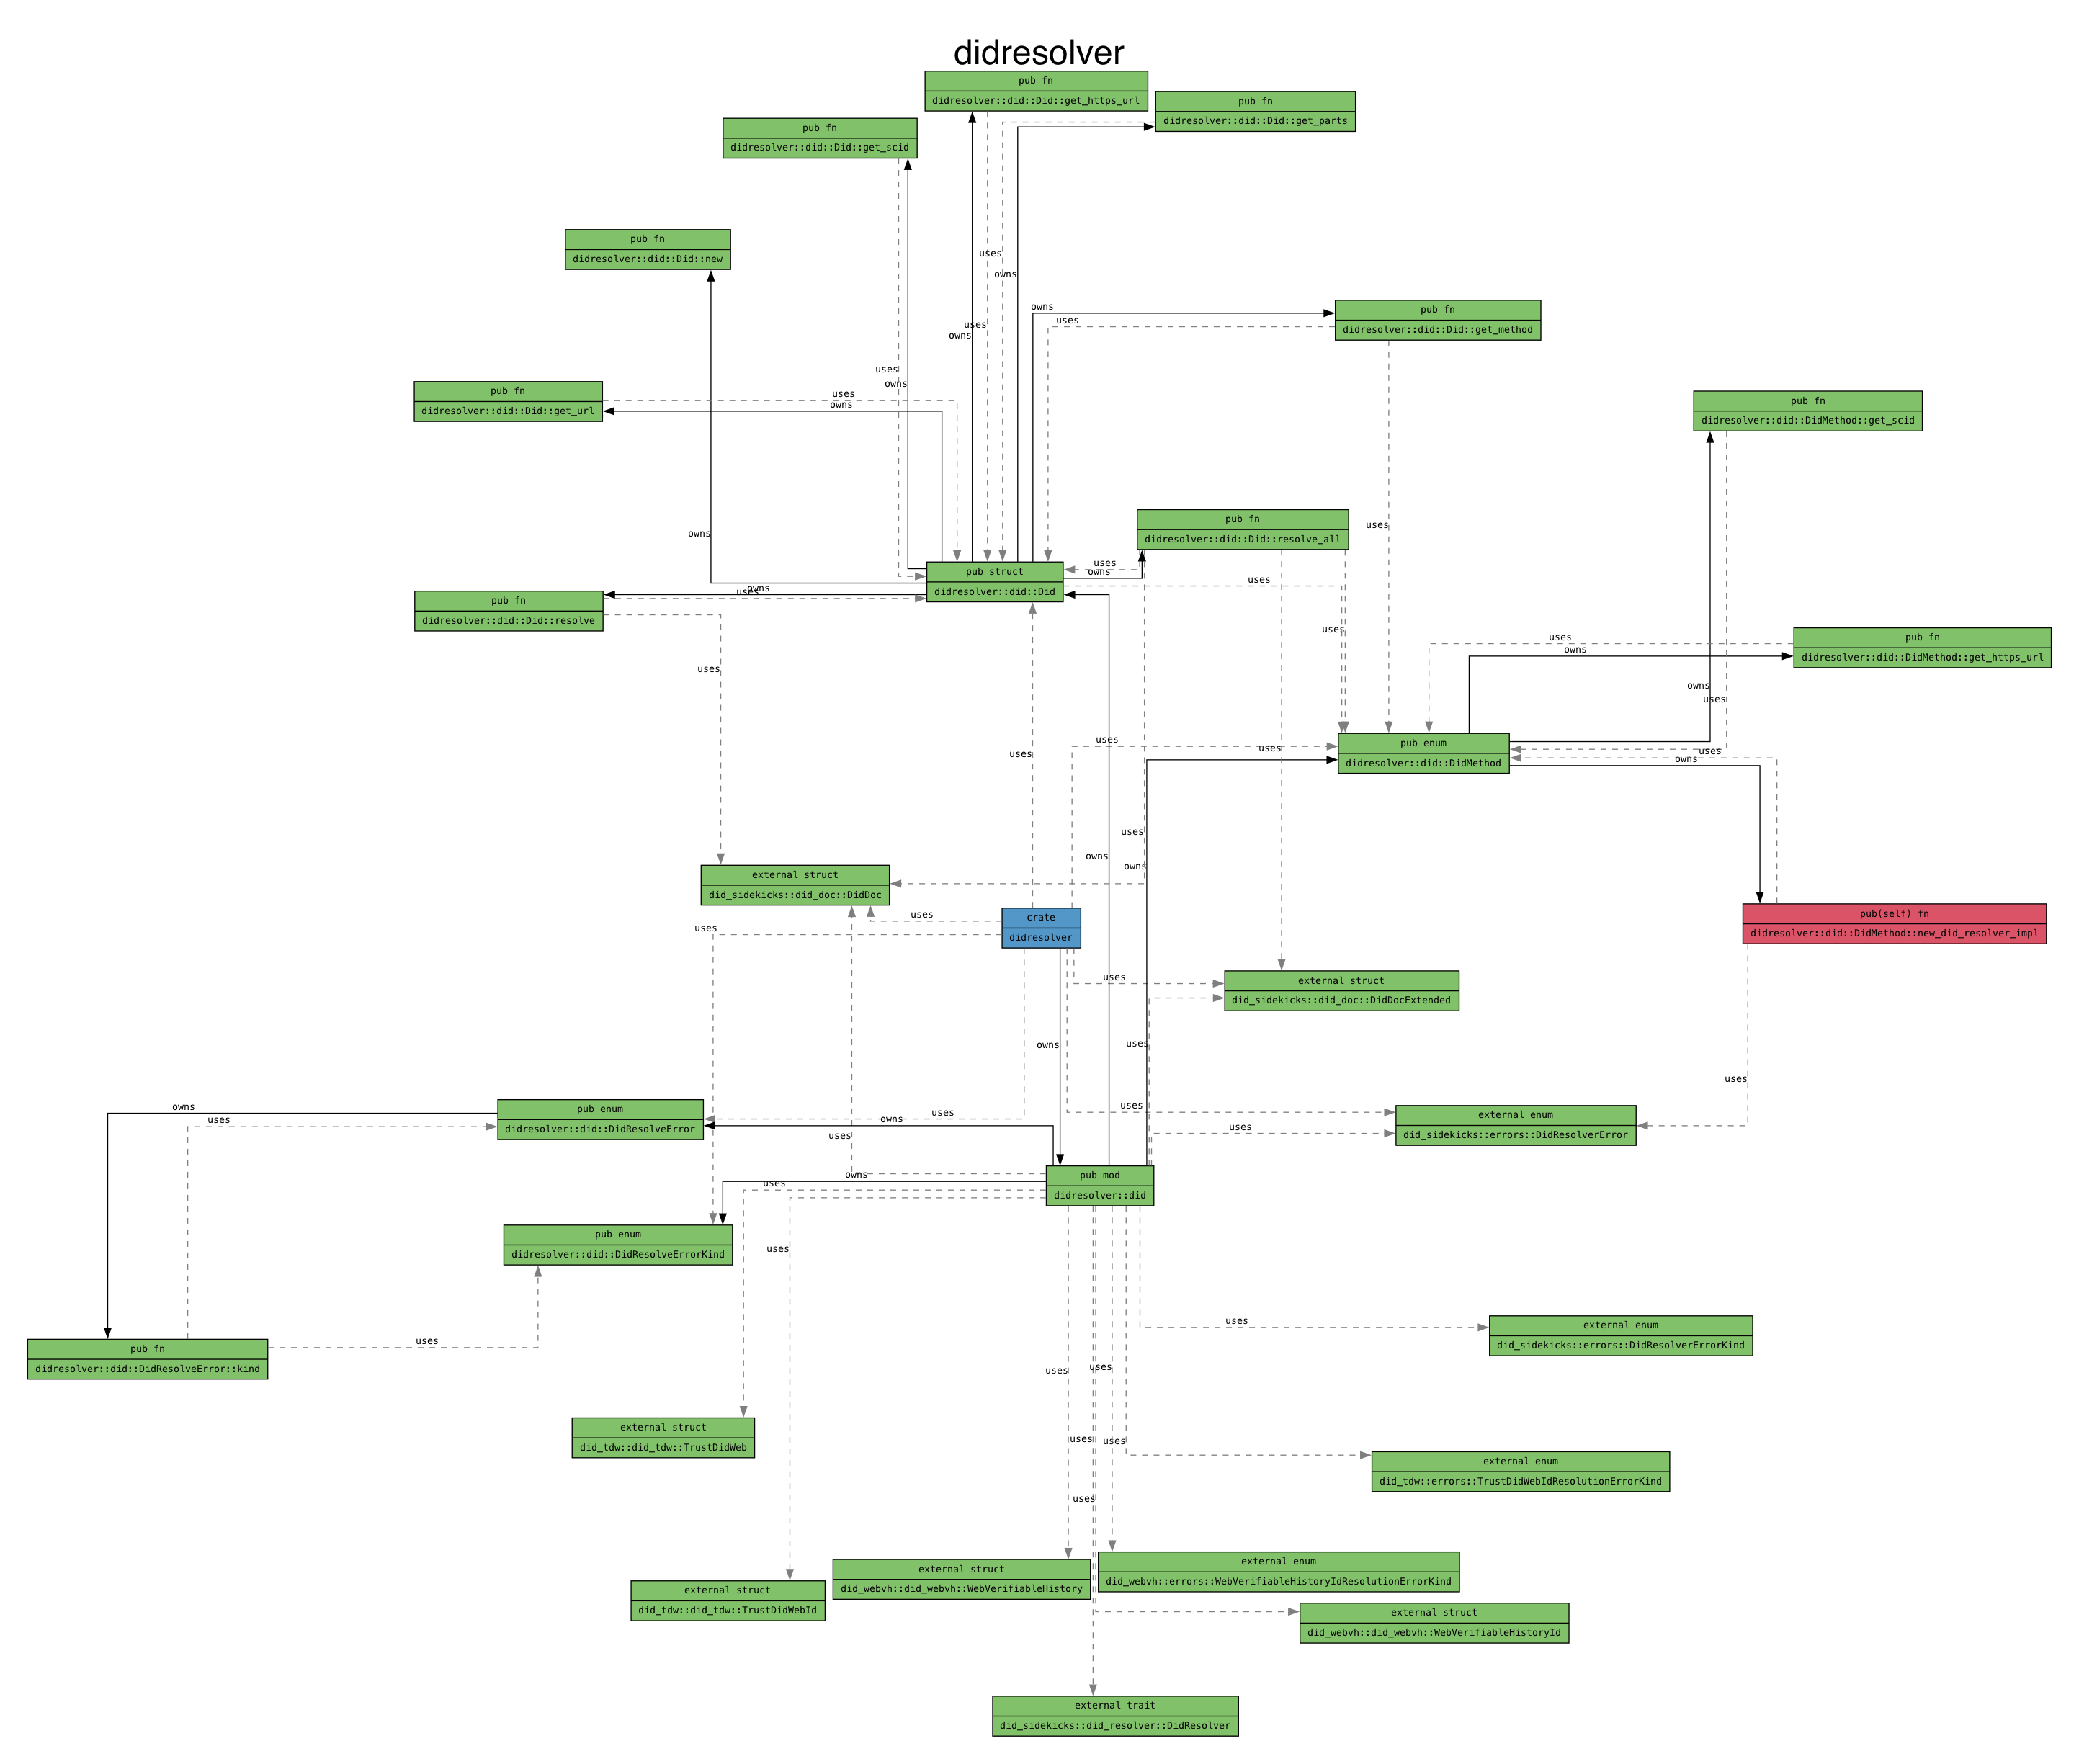 didresolver
pub fn
didresolver::did::Did::get_https_url
pub fn
didresolver::did::Did::get_parts
pub fn
didresolver::did::Did::get_scid
pub fn
didresolver::did::Did::new
uses
owns
pub fn
didresolver::did::Did::get_method
owns
uses
uses
owns
uses
owns
pub fn
didresolver::did::Did::get_url
uses
owns
pub fn
didresolver::did::DidMethod::get_scid
uses
owns
pub fn
didresolver::did::Did::resolve_all
pub struct
didresolver::did::Did
uses
owns
uses
pub fn
didresolver::did::Did::resolve
owns
uses
uses
pub fn
didresolver::did::DidMethod::get_https_url
uses
owns
uses
owns
uses
pub enum
didresolver::did::DidMethod
uses
uses
uses
uses
owns
uses
owns
owns
external struct
did_sidekicks::did_doc::DidDoc
crate
didresolver
uses
uses
pub(self) fn
didresolver::did::DidMethod::new_did_resolver_impl
external struct
did_sidekicks::did_doc::DidDocExtended
uses
owns
uses
uses
pub enum
didresolver::did::DidResolveError
owns
uses
uses
owns
uses
uses
uses
external enum
did_sidekicks::errors::DidResolverError
pub mod
didresolver::did
owns
uses
uses
pub enum
didresolver::did::DidResolveErrorKind
pub fn
didresolver::did::DidResolveError::kind
uses
external enum
did_sidekicks::errors::DidResolverErrorKind
uses
uses
uses
external struct
did_tdw::did_tdw::TrustDidWeb
uses
uses
uses
external enum
did_tdw::errors::TrustDidWebIdResolutionErrorKind
external struct
did_webvh::did_webvh::WebVerifiableHistory
external enum
did_webvh::errors::WebVerifiableHistoryIdResolutionErrorKind
external struct
did_tdw::did_tdw::TrustDidWebId
external struct
did_webvh::did_webvh::WebVerifiableHistoryId
external trait
did_sidekicks::did_resolver::DidResolver